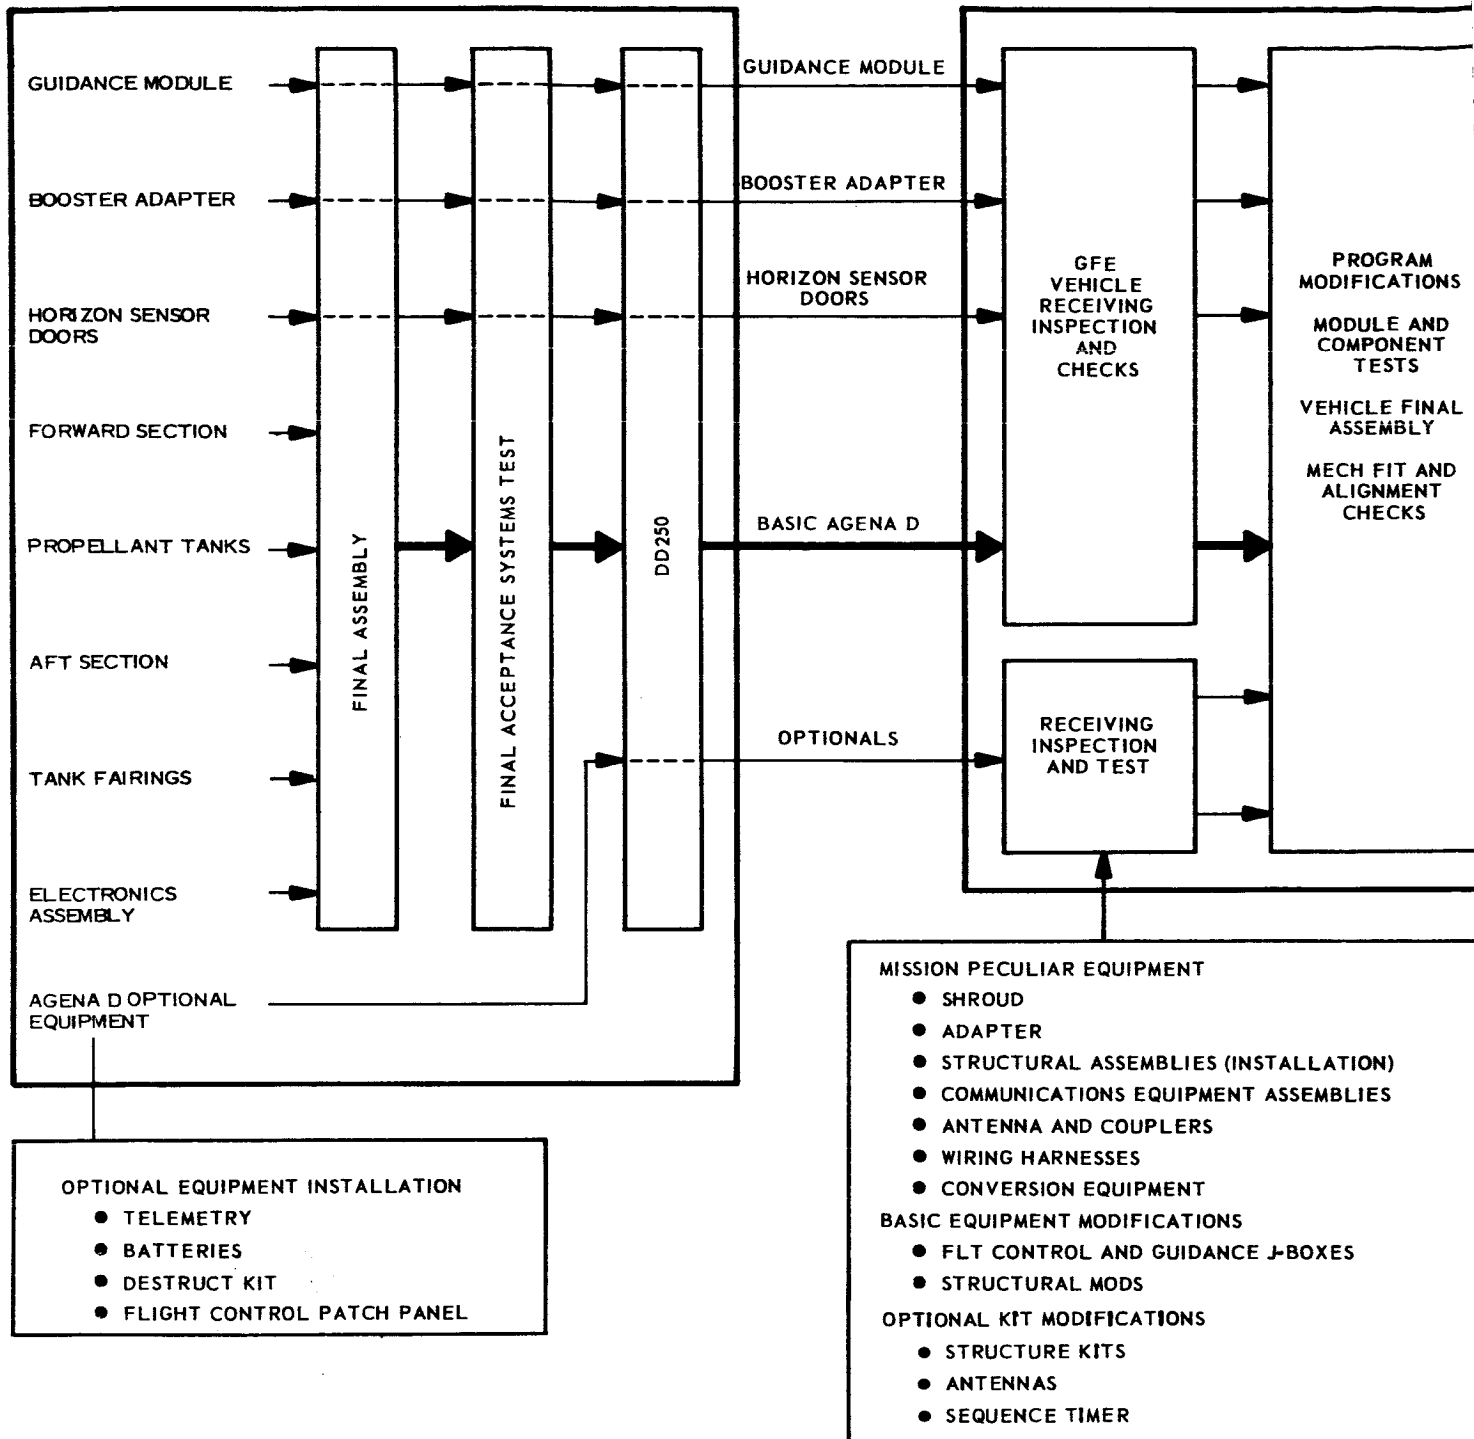 GUIDANCE MODULE
BOOSTER ADAPTER
HORIZON SENSOR
DOORS
FORWARD SECTION
PROPELLANT TANKS
AFT SECTION
TANK FAIRINGS
ELECTRONICS
ASSEMBLY
AGENA D OPTIONAL
EQUIPMENT
FINAL ASSEMBLY
FINAL ACCEPTANCE SYSTEMS TEST
DD250
GUIDANCE MODULE
BOOSTER ADAPTER
HORIZON SENSOR
DOORS
BASIC AGENA D
OPTIONALS
GFE
VEHICLE
RECEIVING
INSPECTION
AND
CHECKS
RECEIVING
INSPECTION
AND TEST
PROGRAM
MODIFICATIONS
MODULE AND
COMPONENT
TESTS
VEHICLE FINAL
ASSEMBLY
MECH FIT AND
ALIGNMENT
CHECKS
OPTIONAL EQUIPMENT INSTALLATION
● TELEMETRY
● BATTERIES
● DESTRUCT KIT
● FLIGHT CONTROL PATCH PANEL
MISSION PECULIAR EQUIPMENT
● SHROUD
● ADAPTER
● STRUCTURAL ASSEMBLIES (INSTALLATION)
● COMMUNICATIONS EQUIPMENT ASSEMBLIES
● ANTENNA AND COUPLERS
● WIRING HARNESSES
● CONVERSION EQUIPMENT
BASIC EQUIPMENT MODIFICATIONS
● FLT CONTROL AND GUIDANCE J-BOXES
● STRUCTURAL MODS
OPTIONAL KIT MODIFICATIONS
● STRUCTURE KITS
● ANTENNAS
● SEQUENCE TIMER